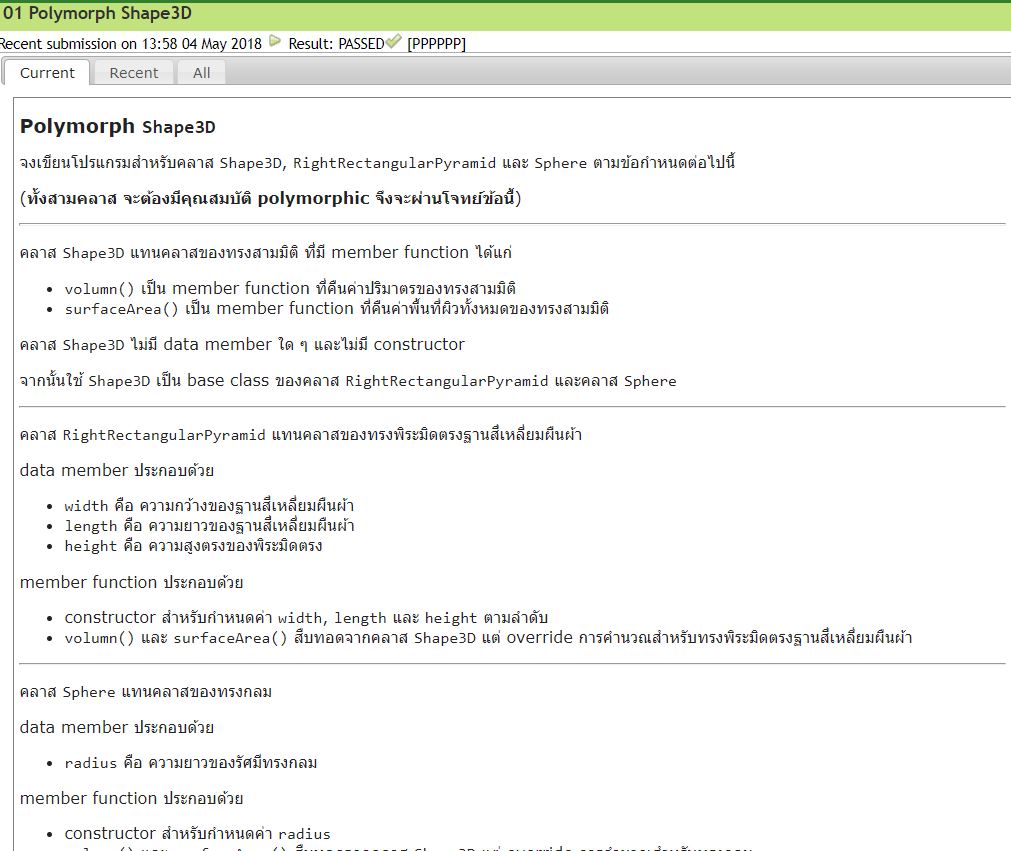 01 Polymorph Shape3D
Recent submission on 13:58 04 May 2018 Result: PASSED [PPPPPP]
Current Recent All
Polymorph Shape3D
จงเขียนโปรแกรมสำหรับคลาส Shape3D, RightRectangularPyramid และ Sphere ตามข้อกำหนดต่อไปนี้
(ทั้งสามคลาส จะต้องมีคุณสมบัติ polymorphic จึงจะผ่านโจทย์ข้อนี้)
คลาส Shape3D แทนคลาสของทรงสามมิติ ที่มี member function ได้แก่
• volumn() เป็น member function ที่คืนค่าปริมาตรของทรงสามมิติ
• surfaceArea() เป็น member function ที่คืนค่าพื้นที่ผิวทั้งหมดของทรงสามมิติ
คลาส Shape3D ไม่มี data member ใด ๆ และไม่มี constructor
จากนั้นใช้ Shape3D เป็น base class ของคลาส RightRectangularPyramid และคลาส Sphere
คลาส RightRectangularPyramid แทนคลาสของทรงพีระมิดตรงฐานสี่เหลี่ยมผืนผ้า
data member ประกอบด้วย
• width คือ ความกว้างของฐานสี่เหลี่ยมผืนผ้า
• length คือ ความยาวของฐานสี่เหลี่ยมผืนผ้า
• height คือ ความสูงตรงของพีระมิดตรง
member function ประกอบด้วย
• constructor สำหรับกำหนดค่า width, length และ height ตามลำดับ
• volumn() และ surfaceArea() สืบทอดจากคลาส Shape3D แต่ override การคำนวณสำหรับทรงพีระมิดตรงฐานสี่เหลี่ยมผืนผ้า
คลาส Sphere แทนคลาสของทรงกลม
data member ประกอบด้วย
• radius คือ ความยาวของรัศมีทรงกลม
member function ประกอบด้วย
• constructor สำหรับกำหนดค่า radius